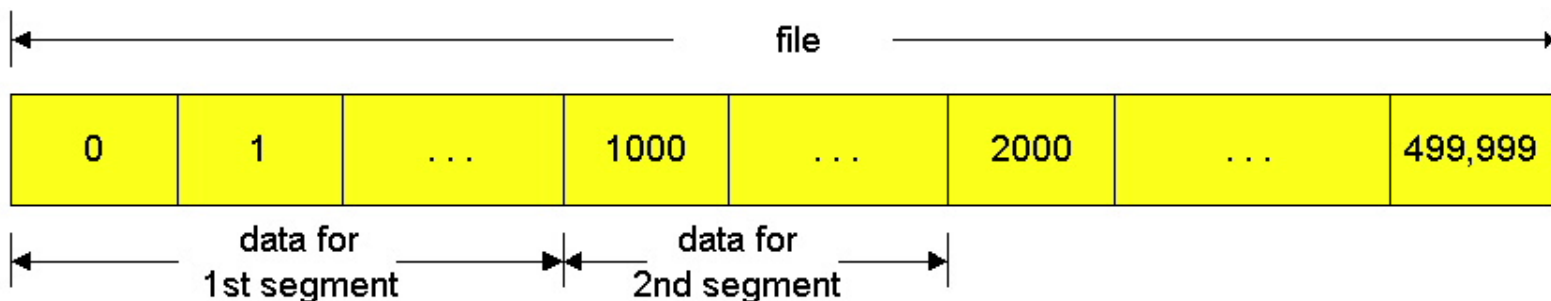 file
0 1 . . . 1000 . . . 2000 . . . 499,999
data for
1st segment
data for
2nd segment